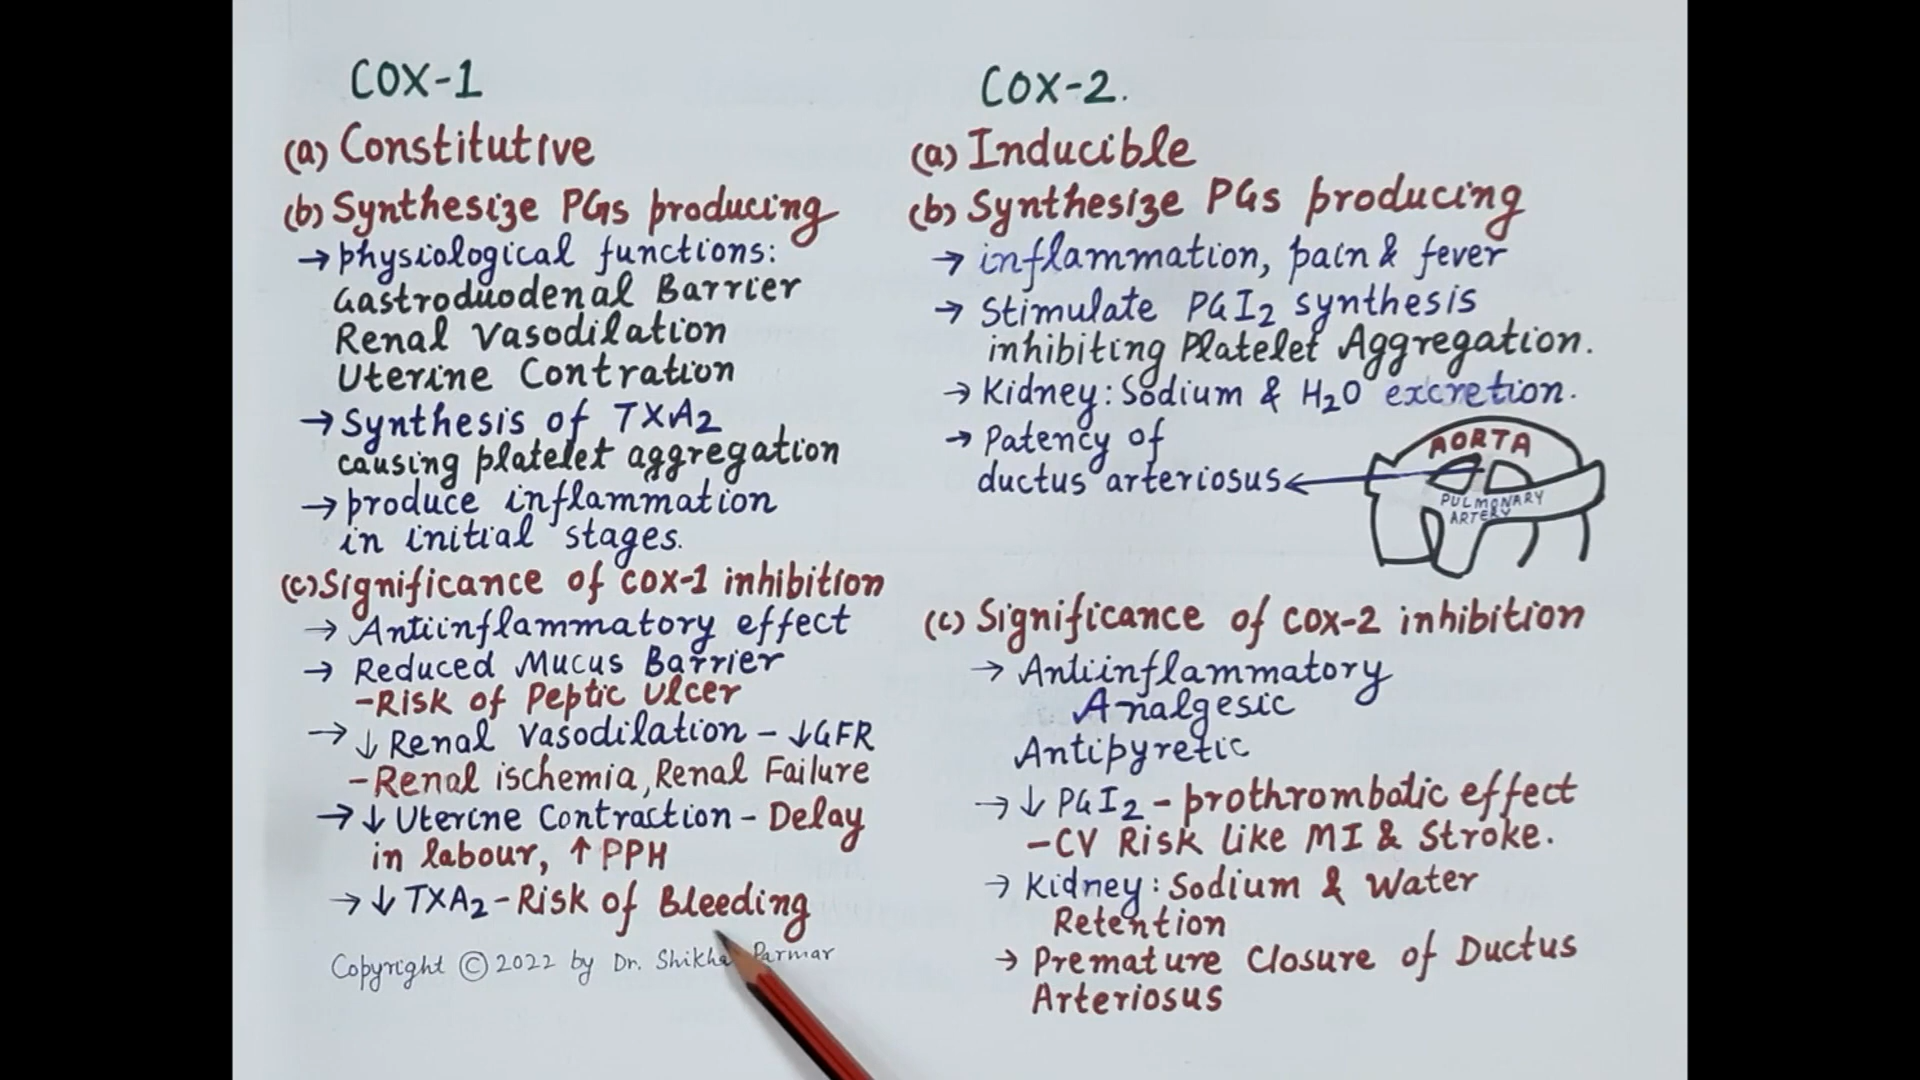 COX-1
(a) Constitutive
(b) Synthesize PGs producing
→ physiological functions:
Gastroduodenal Barrier
Renal Vasodilation
Uterine Contration
→ Synthesis of TXA2
causing platelet aggregation
→ produce inflammation
in initial stages.
(c) Significance of cox-1 inhibition
→ Antiinflammatory effect
→ Reduced Mucus Barrier
-Risk of Peptic Ulcer
→ ↓ Renal Vasodilation - ↓GFR
- Renal ischemia, Renal Failure
→ ↓ Uterine Contraction - Delay
in labour, ↑ PPH
→ ↓ TXA2 - Risk of Bleeding
Copyright © 2022 by Dr. Shikha Parmar
COX-2.
(a) Inducible
(b) Synthesize PGs producing
→ inflammation, pain & fever
→ Stimulate PGI2 synthesis
inhibiting Platelet Aggregation.
→ Kidney: Sodium & H2O excretion.
→ Patency of
ductus arteriosus ←
AORTA
PULMONARY
ARTERY
(c) Significance of cox-2 inhibition
→ Antiinflammatory
Analgesic
Antipyretic
→ ↓ PGI2 - prothrombotic effect
- CV Risk like MI & Stroke.
→ Kidney: Sodium & Water
Retention
→ Premature Closure of Ductus
Arteriosus